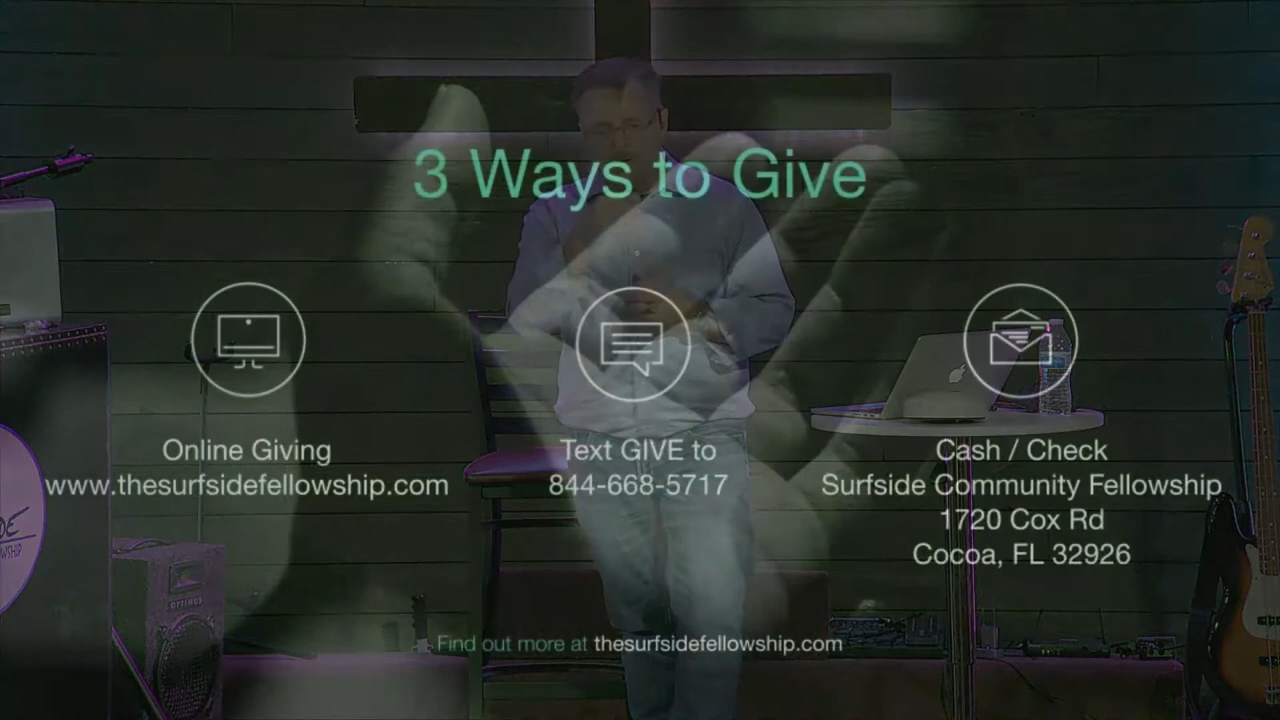 3 Ways to Give
Online Giving
www.thesurfsidefellowship.com
Text GIVE to
844-668-5717
Cash / Check
Surfside Community Fellowship
1720 Cox Rd
Cocoa, FL 32926
OPTIMUS
Find out more at thesurfsidefellowship.com